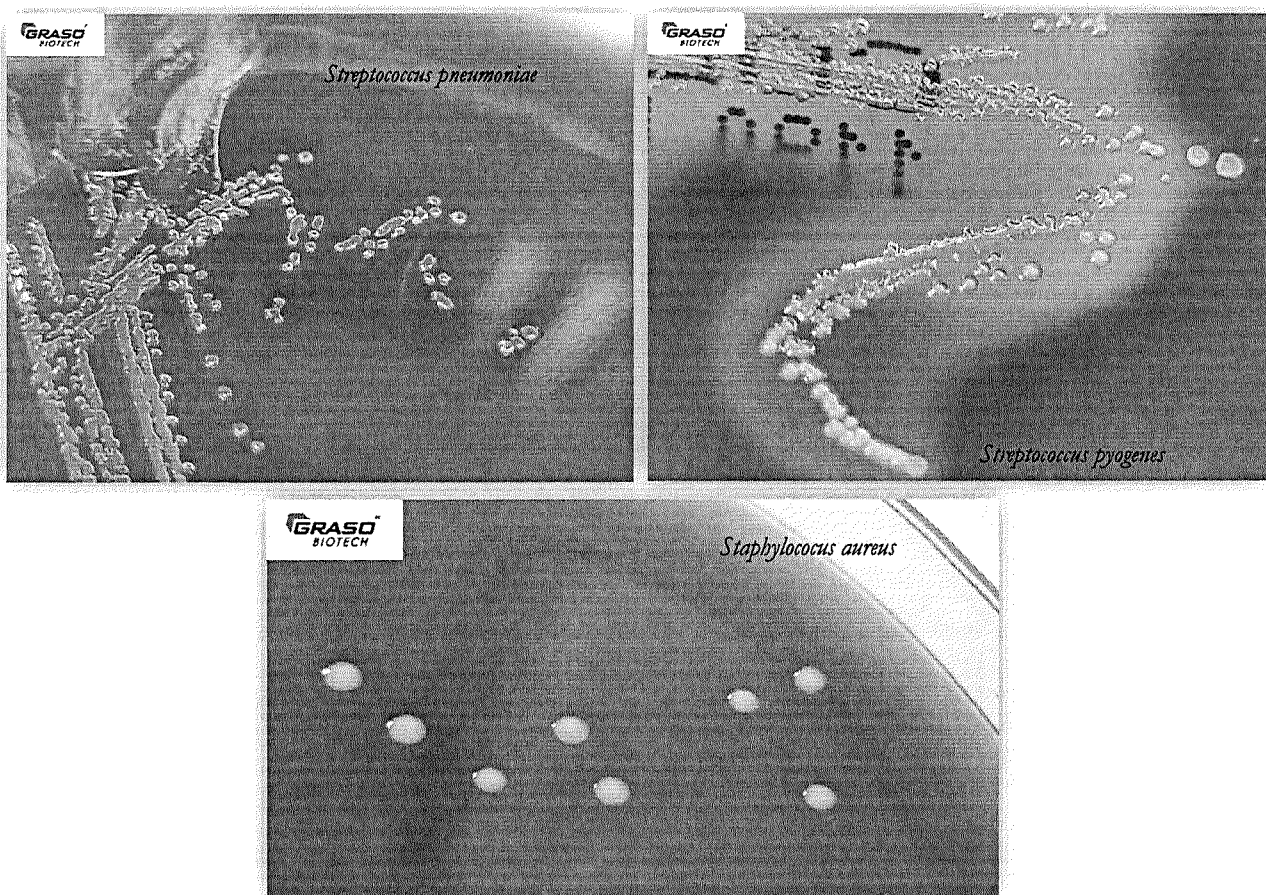 GRASO
BIOTECH
Streptococcus pneumoniae
GRASO
BIOTECH
Streptococcus pyogenes
GRASO
BIOTECH
Staphylococus aureus